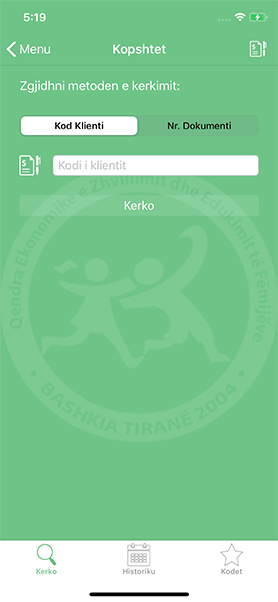 5:19
Menu
Kopshtet
Zgjidhni metoden e kerkimit:
Kod Klienti
Nr. Dokumenti
Kodi i klientit
Kerko
Qendra Ekonomike e Zhvillimit dhe Edukimit të Fëmijëve
BASHKIA TIRANË 2004
Kerko
Historiku
Kodet